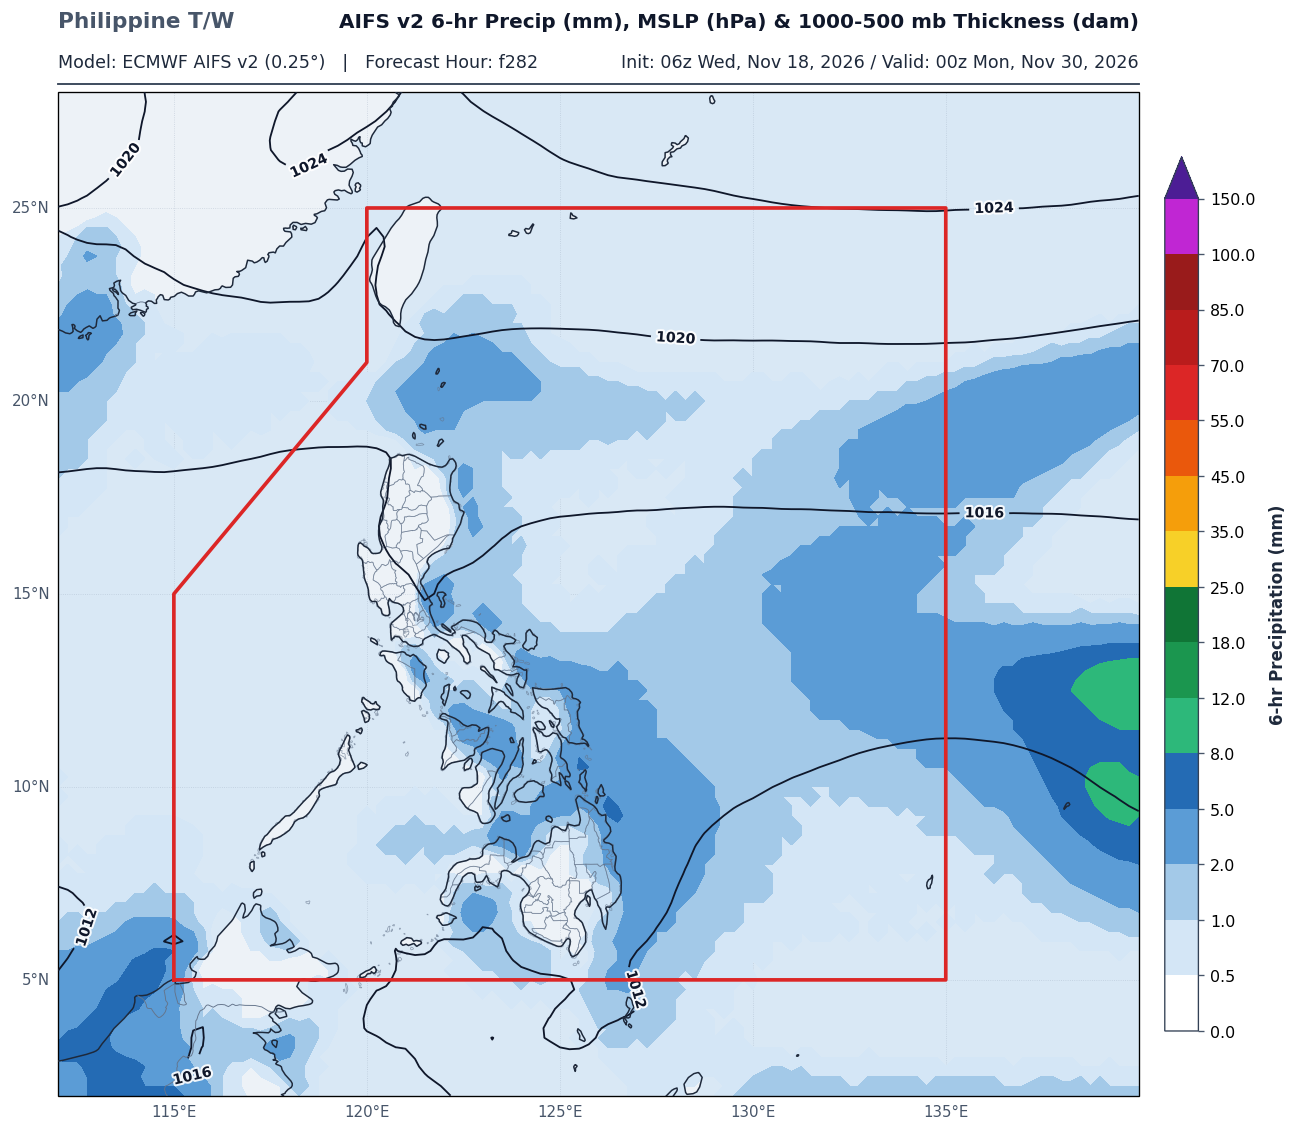 Philippine T/W
AIFS v2 6-hr Precip (mm), MSLP (hPa) & 1000-500 mb Thickness (dam)
Model: ECMWF AIFS v2 (0.25°) | Forecast Hour: f282
Init: 06z Wed, Nov 18, 2026 / Valid: 00z Mon, Nov 30, 2026
1020
1024
1024
1020
1016
1012
1012
1016
25°N
20°N
15°N
10°N
5°N
115°E
120°E
125°E
130°E
135°E
150.0
100.0
85.0
70.0
55.0
45.0
35.0
25.0
18.0
12.0
8.0
5.0
2.0
1.0
0.5
0.0
6-hr Precipitation (mm)